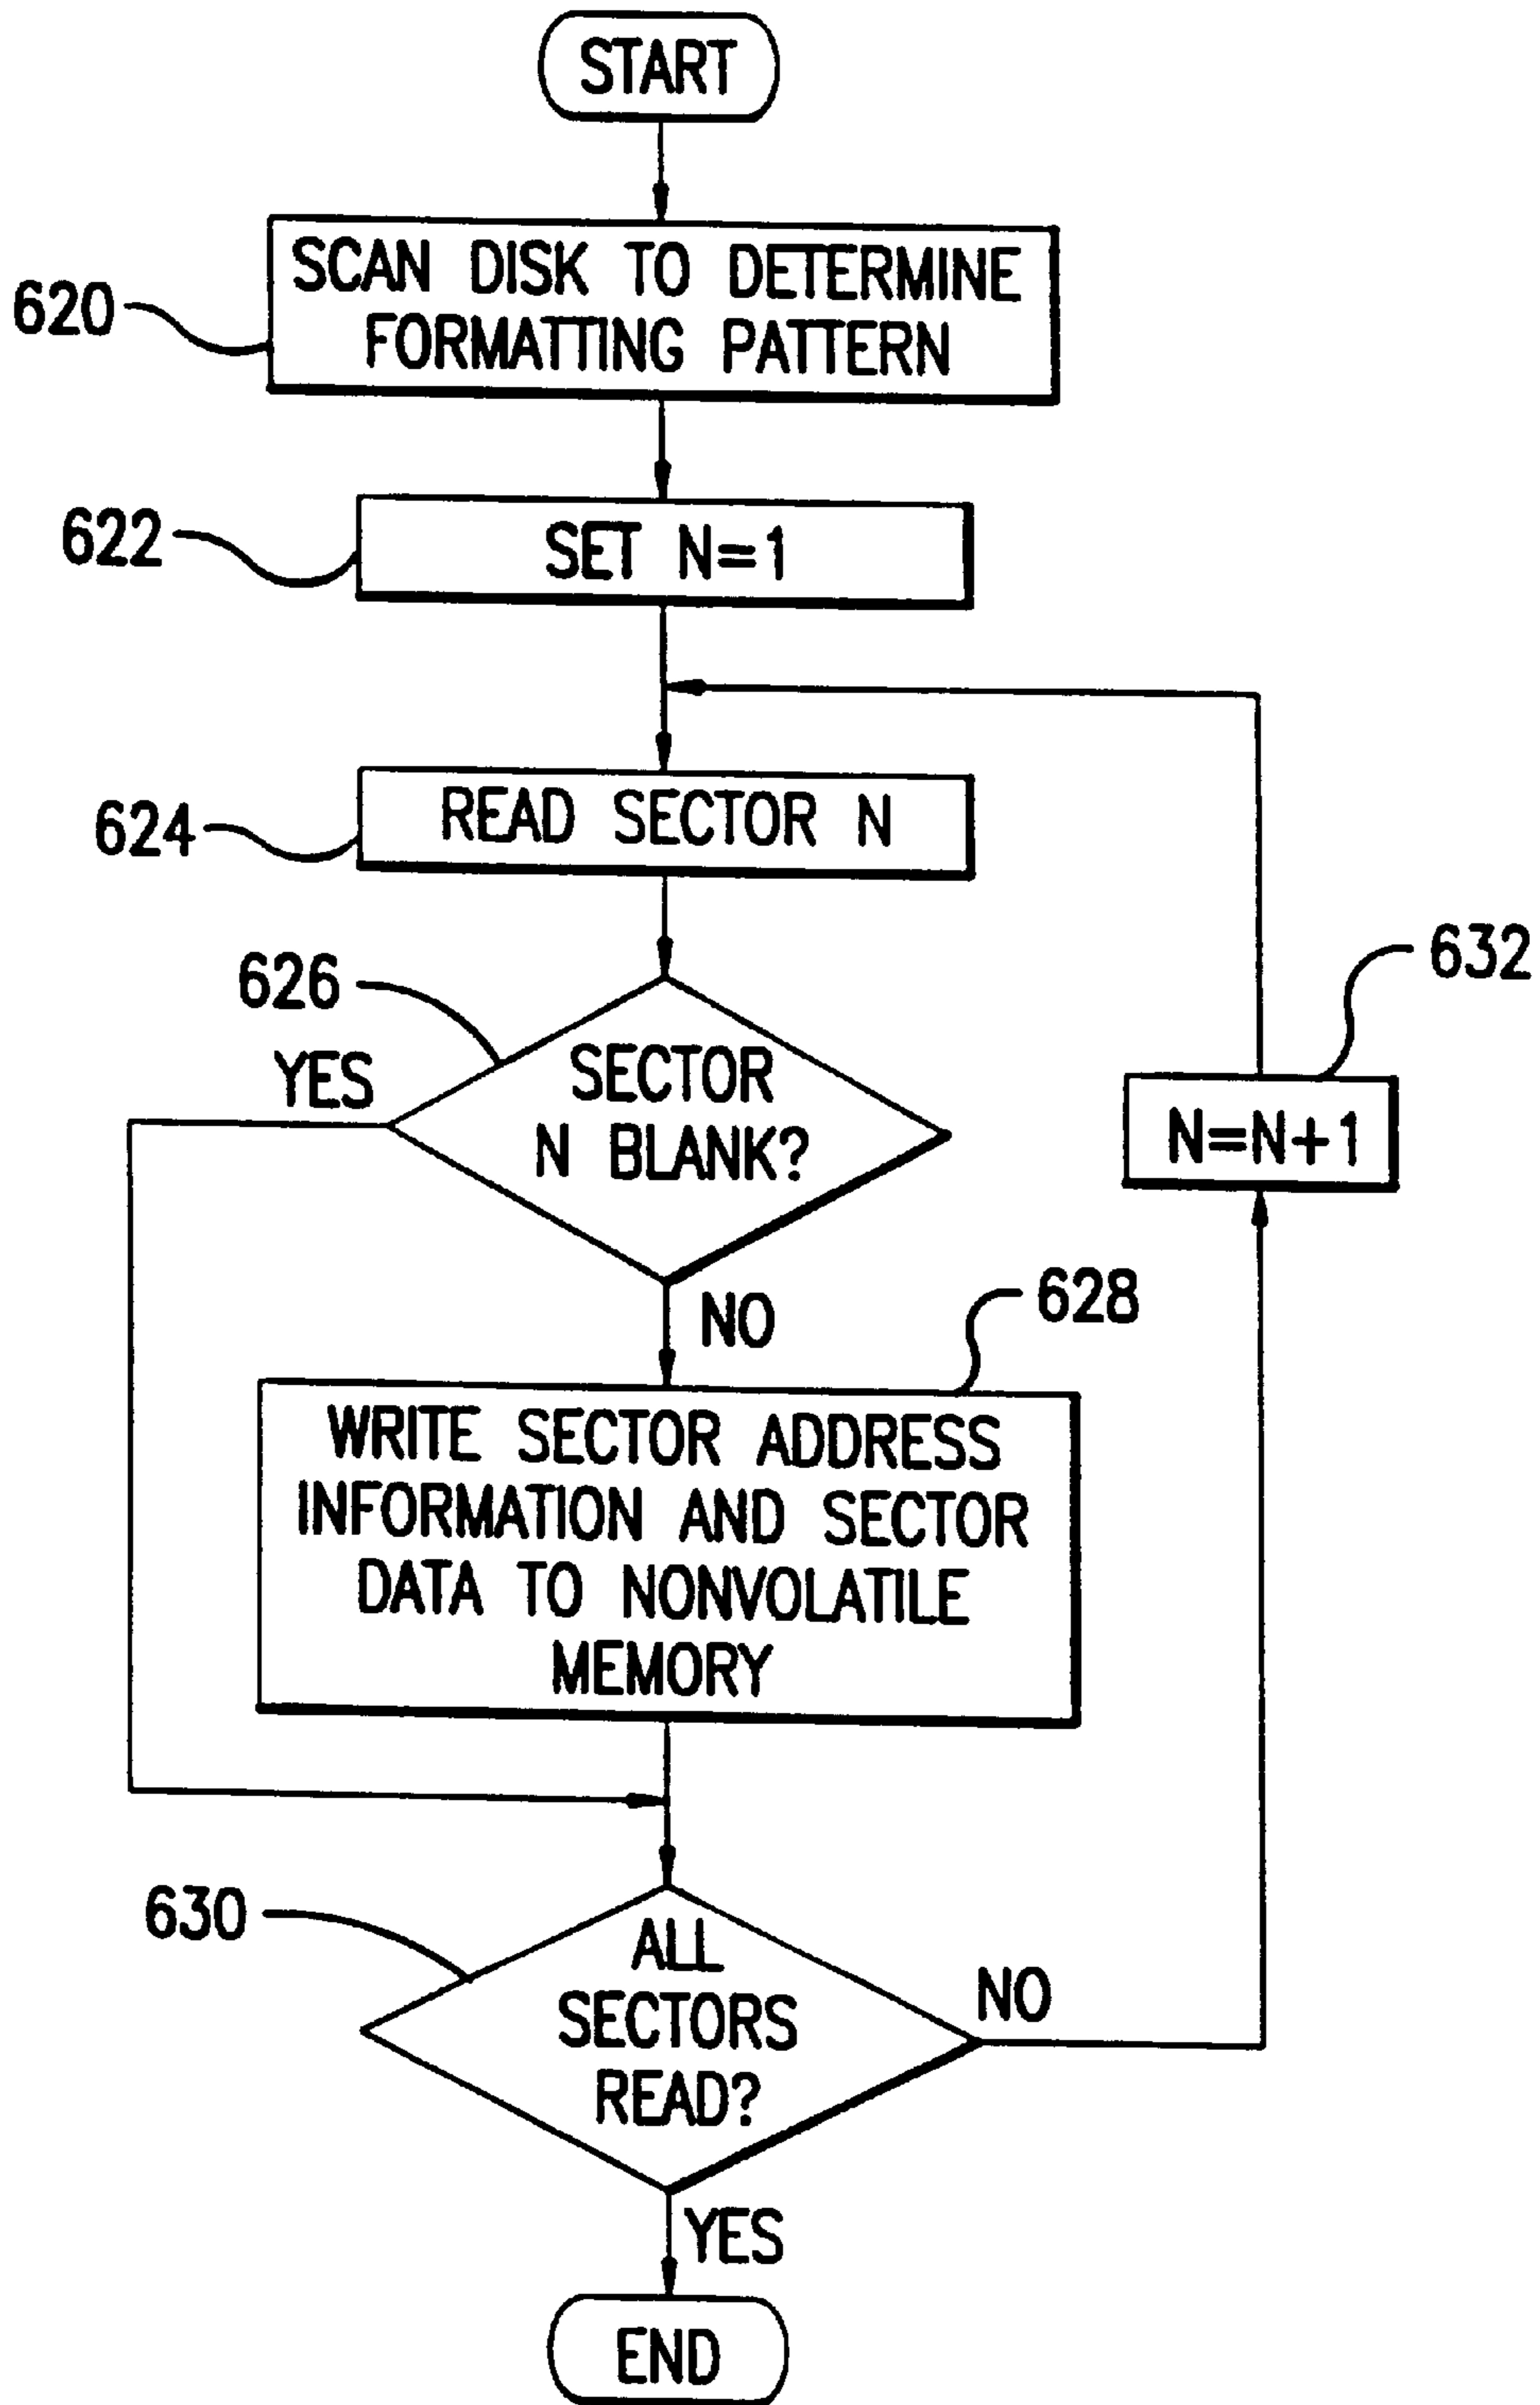 START
620
SCAN DISK TO DETERMINE
FORMATTING PATTERN
622
SET N=1
624
READ SECTOR N
626
YES
SECTOR
N BLANK?
632
N=N+1
NO
628
WRITE SECTOR ADDRESS
INFORMATION AND SECTOR
DATA TO NONVOLATILE
MEMORY
630
ALL
SECTORS
READ?
NO
YES
END